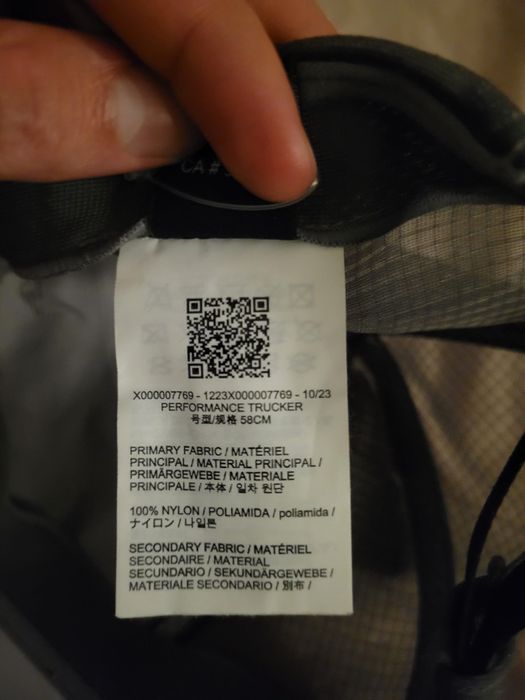 CA #
X000007769 - 1223X000007769 - 10/23
PERFORMANCE TRUCKER
号型/规格 58CM
PRIMARY FABRIC / MATÉRIEL
PRINCIPAL / MATERIAL PRINCIPAL /
PRIMÄRGEWEBE / MATERIALE
PRINCIPALE / 本体 / 일차 원단
100% NYLON / POLIAMIDA / poliamida /
ナイロン / 나일론
SECONDARY FABRIC / MATÉRIEL
SECONDAIRE / MATERIAL
SECUNDARIO / SEKUNDÄRGEWEBE /
MATERIALE SECONDARIO / 別布 /